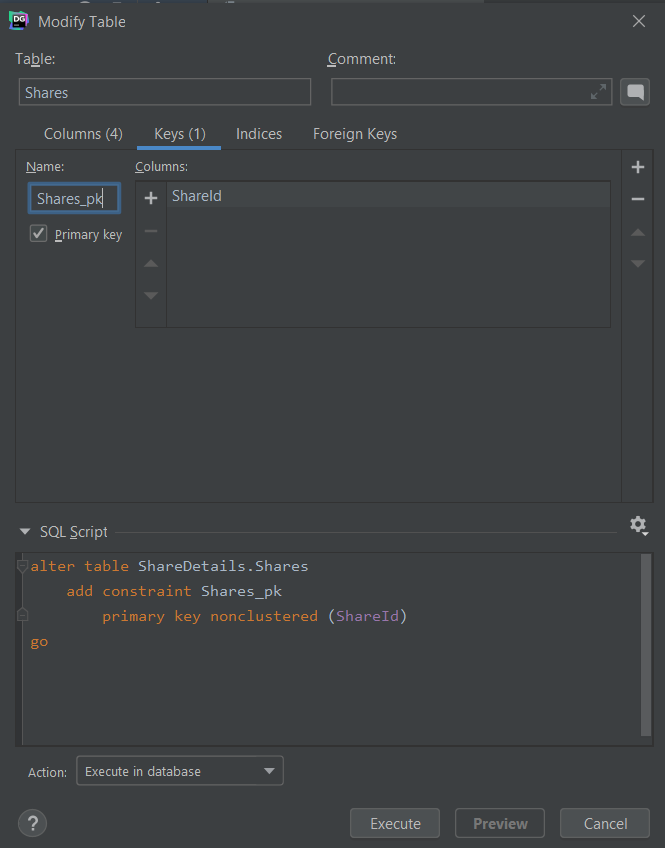 DG
Modify Table
Table:
Comment:
Shares
Columns (4)
Keys (1)
Indices
Foreign Keys
Name:
Columns:
Shares_pk
ShareId
Primary key
SQL Script
alter table ShareDetails.Shares
add constraint Shares_pk
primary key nonclustered (ShareId)
go
Action:
Execute in database
?
Execute
Preview
Cancel